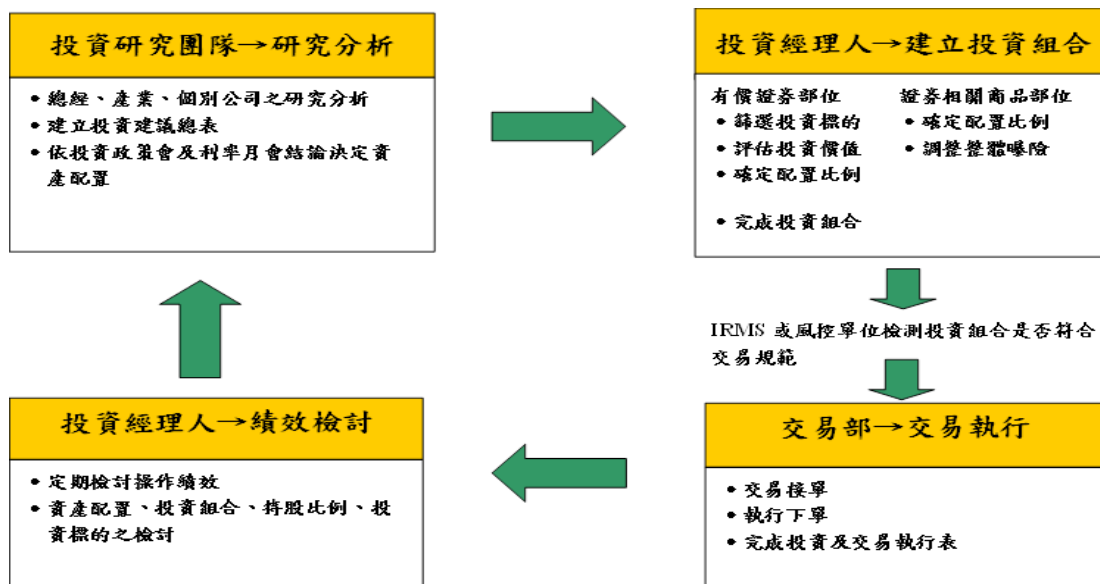 投資研究團隊→研究分析
• 總經、產業、個別公司之研究分析
• 建立投資建議總表
• 依投資政策會及利率月會結論決定資
產配置
投資經理人→建立投資組合
有價證券部位
• 篩選投資標的
• 評估投資價值
• 確定配置比例
• 完成投資組合
證券相關商品部位
• 確定配置比例
• 調整整體曝險
IRMS 或風控單位檢測投資組合是否符合
交易規範
交易部→交易執行
• 交易接單
• 執行下單
• 完成投資及交易執行表
投資經理人→績效檢討
• 定期檢討操作績效
• 資產配置、投資組合、持股比例、投
資標的之檢討